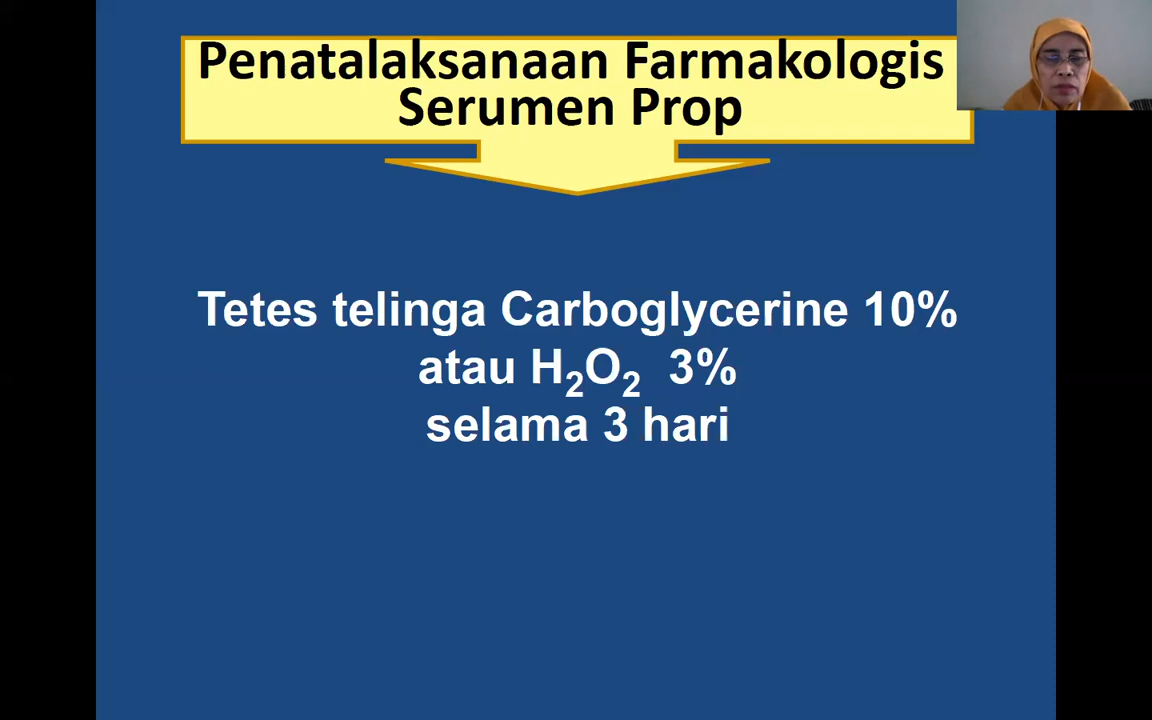 Penatalaksanaan Farmakologis
Serumen Prop
Tetes telinga Carboglycerine 10%
atau H₂O₂ 3%
selama 3 hari